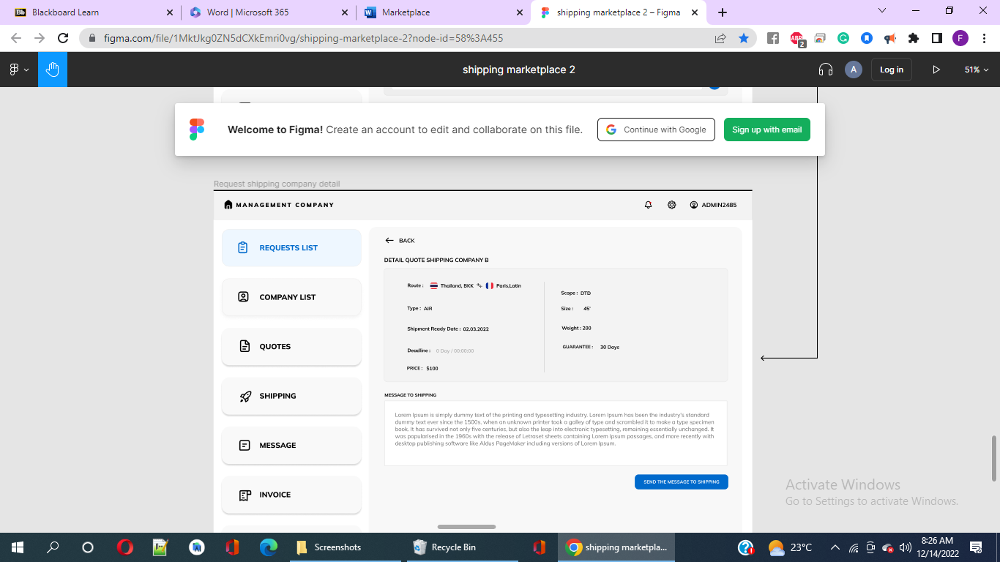 Bb Blackboard Learn
Word | Microsoft 365
Marketplace
shipping marketplace 2 – Figma
figma.com/file/1MktJkg0ZN5dCXkEmri0vg/shipping-marketplace-2?node-id=58%3A455
ABP
2
F
shipping marketplace 2
A
Log in
51%
Welcome to Figma! Create an account to edit and collaborate on this file.
Continue with Google
Sign up with email
Request shipping company detail
MANAGEMENT COMPANY
ADMIN2485
REQUESTS LIST
COMPANY LIST
QUOTES
SHIPPING
MESSAGE
INVOICE
BACK
DETAIL QUOTE SHIPPING COMPANY B
Route : Thailand, BKK Paris,Latin
Type : AIR
Shipment Ready Date : 02.03.2022
Deadline : 0 Day / 00:00:00
PRICE : $100
Scope : DTD
Size : 45'
Weight : 200
GUARANTEE : 30 Days
MESSAGE TO SHIPPING
Lorem Ipsum is simply dummy text of the printing and typesetting industry. Lorem Ipsum has been the industry's standard
dummy text ever since the 1500s, when an unknown printer took a galley of type and scrambled it to make a type specimen
book. It has survived not only five centuries, but also the leap into electronic typesetting, remaining essentially unchanged. It
was popularised in the 1960s with the release of Letraset sheets containing Lorem Ipsum passages, and more recently with
desktop publishing software like Aldus PageMaker including versions of Lorem Ipsum.
SEND THE MESSAGE TO SHIPPING
Activate Windows
Go to Settings to activate Windows.
Screenshots
Recycle Bin
shipping marketpla...
23°C
8:26 AM
12/14/2022